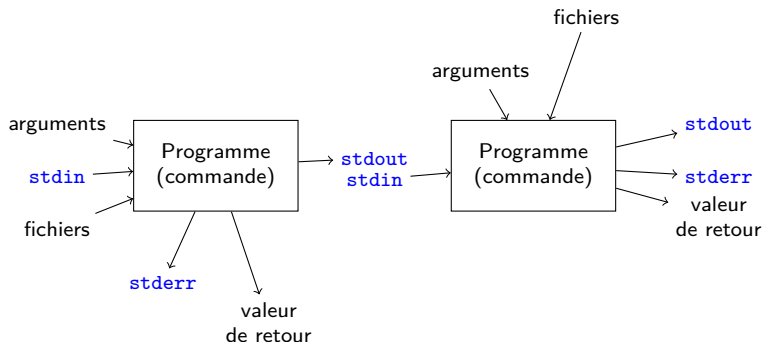 fichiers
arguments
arguments
stdin
fichiers
Programme
(commande)
stdout
stdin
Programme
(commande)
stdout
stderr
valeur
de retour
stderr
valeur
de retour